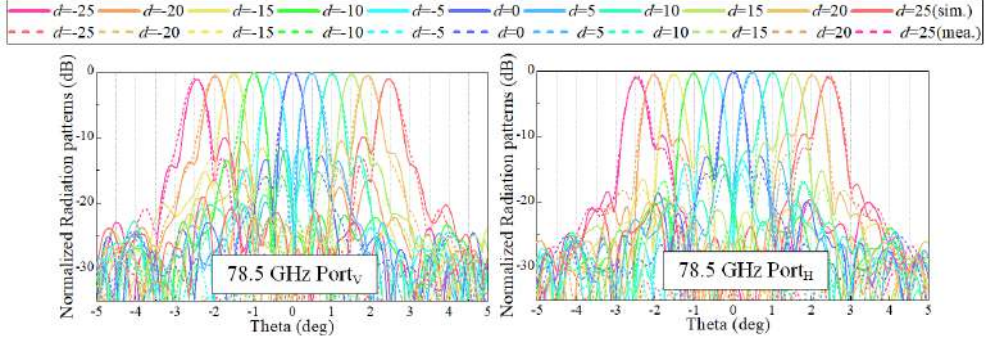 d=-25 d=-20 d=-15 d=-10 d=-5 d=0 d=5 d=10 d=15 d=20 d=25(sim.)
d=-25 d=-20 d=-15 d=-10 d=-5 d=0 d=5 d=10 d=15 d=20 d=25(mea.)
Normalized Radiation patterns (dB)
0
-10
-20
-30
78.5 GHz PortV
-5 -4 -3 -2 -1 0 1 2 3 4 5
Theta (deg)
Normalized Radiation patterns (dB)
0
-10
-20
-30
78.5 GHz PortH
-5 -4 -3 -2 -1 0 1 2 3 4 5
Theta (deg)